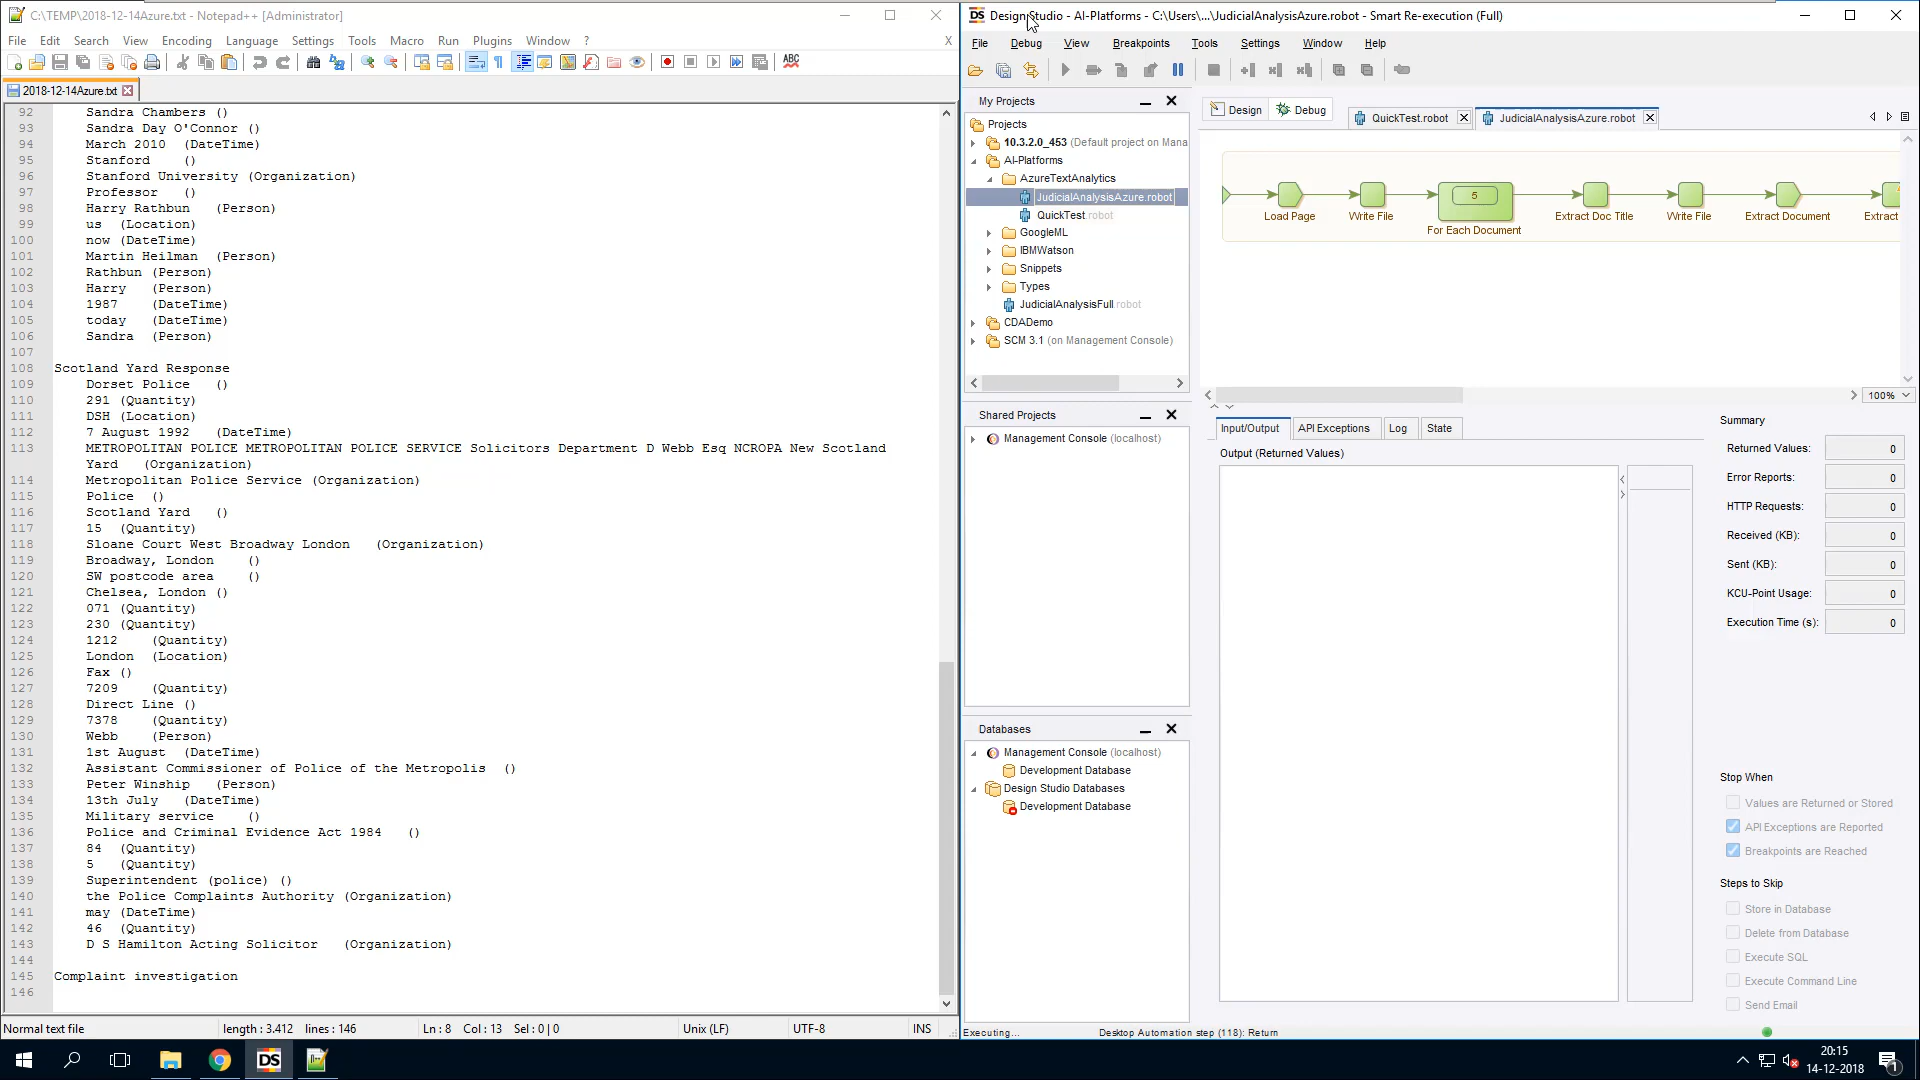 C:\TEMP\2018-12-14Azure.txt - Notepad++ [Administrator]
File Edit Search View Encoding Language Settings Tools Macro Run Plugins Window ? X
ABC
2018-12-14Azure.txt
92 Sandra Chambers ()
93 Sandra Day O'Connor ()
94 March 2010 (DateTime)
95 Stanford ()
96 Stanford University (Organization)
97 Professor ()
98 Harry Rathbun (Person)
99 us (Location)
100 now (DateTime)
101 Martin Heilman (Person)
102 Rathbun (Person)
103 Harry (Person)
104 1987 (DateTime)
105 today (DateTime)
106 Sandra (Person)
107
108 Scotland Yard Response
109 Dorset Police ()
110 291 (Quantity)
111 DSH (Location)
112 7 August 1992 (DateTime)
113 METROPOLITAN POLICE METROPOLITAN POLICE SERVICE Solicitors Department D Webb Esq NCROPA New Scotland
Yard (Organization)
114 Metropolitan Police Service (Organization)
115 Police ()
116 Scotland Yard ()
117 15 (Quantity)
118 Sloane Court West Broadway London (Organization)
119 Broadway, London ()
120 SW postcode area ()
121 Chelsea, London ()
122 071 (Quantity)
123 230 (Quantity)
124 1212 (Quantity)
125 London (Location)
126 Fax ()
127 7209 (Quantity)
128 Direct Line ()
129 7378 (Quantity)
130 Webb (Person)
131 1st August (DateTime)
132 Assistant Commissioner of Police of the Metropolis ()
133 Peter Winship (Person)
134 13th July (DateTime)
135 Military service ()
136 Police and Criminal Evidence Act 1984 ()
137 84 (Quantity)
138 5 (Quantity)
139 Superintendent (police) ()
140 the Police Complaints Authority (Organization)
141 may (DateTime)
142 46 (Quantity)
143 D S Hamilton Acting Solicitor (Organization)
144
145 Complaint investigation
146
Normal text file length : 3.412 lines : 146 Ln : 8 Col : 13 Sel : 0 | 0 Unix (LF) UTF-8 INS
DS Design Studio - AI-Platforms - C:\Users\...\JudicialAnalysisAzure.robot - Smart Re-execution (Full)
File Debug View Breakpoints Tools Settings Window Help
My Projects
Projects
10.3.2.0_453 (Default project on Mana
AI-Platforms
AzureTextAnalytics
JudicialAnalysisAzure.robot
QuickTest.robot
GoogleML
IBMWatson
Snippets
Types
JudicialAnalysisFull.robot
CDADemo
SCM 3.1 (on Management Console)
Shared Projects
Management Console (localhost)
Databases
Management Console (localhost)
Development Database
Design Studio Databases
Development Database
Design Debug QuickTest.robot JudicialAnalysisAzure.robot
5
Load Page Write File For Each Document Extract Doc Title Write File Extract Document Extract
100%
Input/Output API Exceptions Log State
Output (Returned Values)
Summary
Returned Values: 0
Error Reports: 0
HTTP Requests: 0
Received (KB): 0
Sent (KB): 0
KCU-Point Usage: 0
Execution Time (s): 0
Stop When
Values are Returned or Stored
API Exceptions are Reported
Breakpoints are Reached
Steps to Skip
Store in Database
Delete from Database
Execute SQL
Execute Command Line
Send Email
Executing... Desktop Automation step (118): Return
DS
20:15
14-12-2018
1